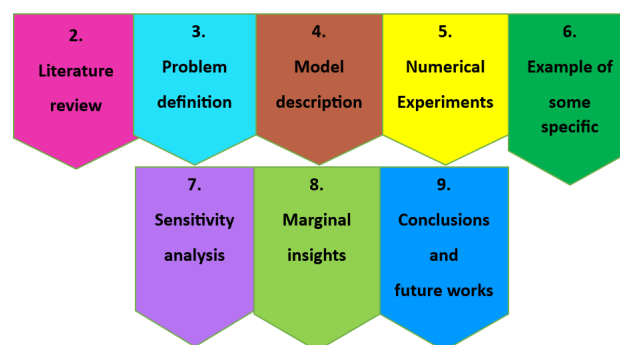 2.
Literature
review
3.
Problem
definition
4.
Model
description
5.
Numerical
Experiments
6.
Example of
some
specific
7.
Sensitivity
analysis
8.
Marginal
insights
9.
Conclusions
and
future works